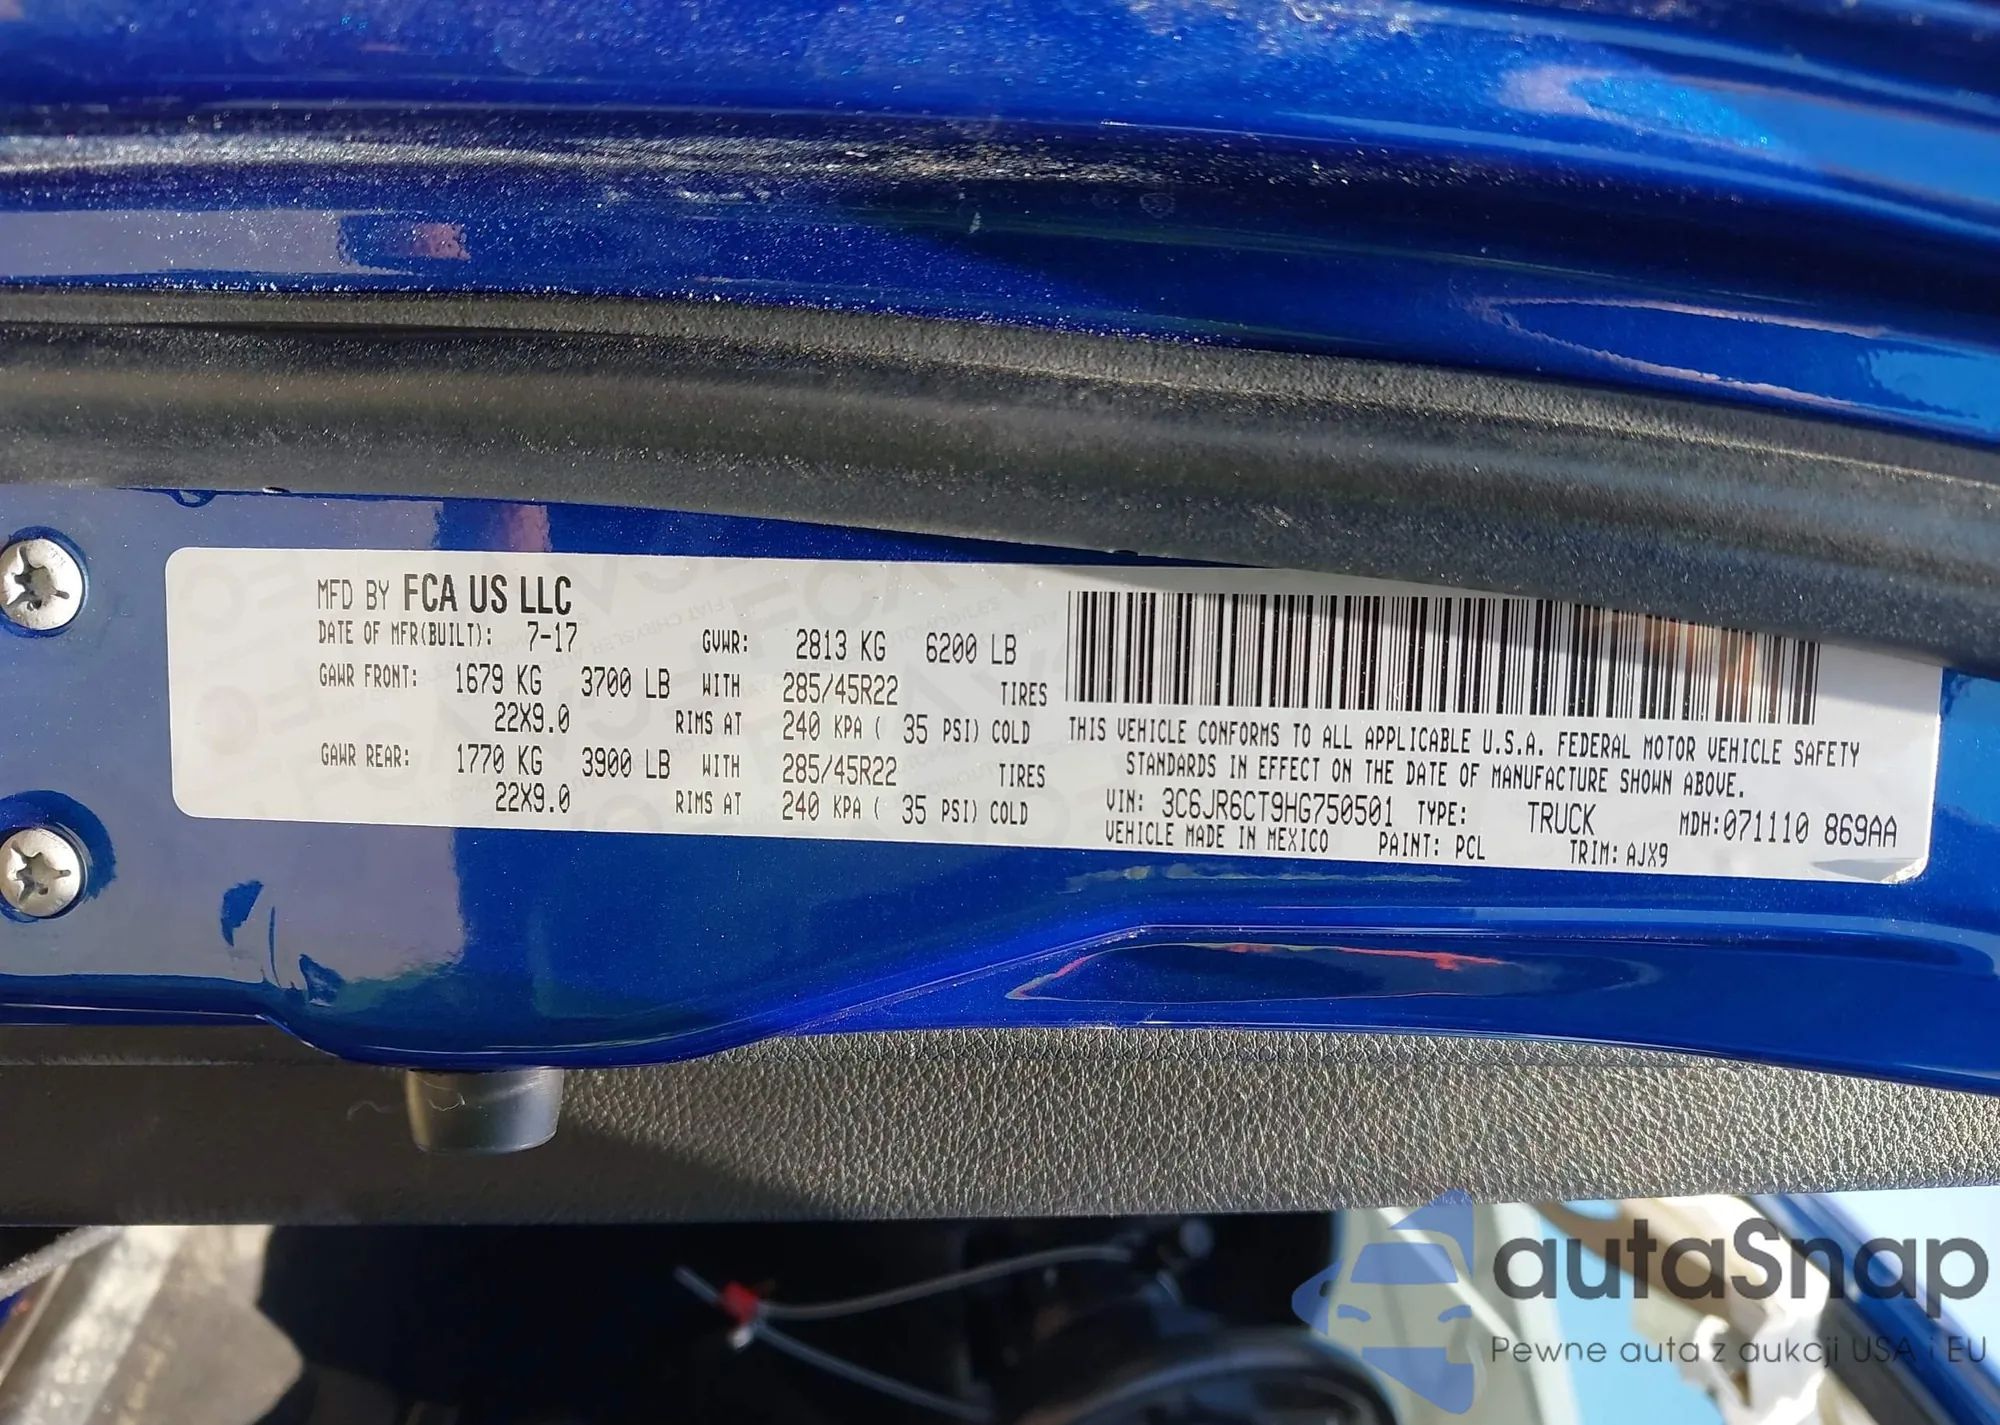 MFD BY FCA US LLC
DATE OF MFR(BUILT): 7-17 GVWR: 2813 KG 6200 LB
GAWR FRONT: 1679 KG 3700 LB WITH 285/45R22 TIRES
22X9.0 RIMS AT 240 KPA ( 35 PSI) COLD
GAWR REAR: 1770 KG 3900 LB WITH 285/45R22 TIRES
22X9.0 RIMS AT 240 KPA ( 35 PSI) COLD
THIS VEHICLE CONFORMS TO ALL APPLICABLE U.S.A. FEDERAL MOTOR VEHICLE SAFETY
STANDARDS IN EFFECT ON THE DATE OF MANUFACTURE SHOWN ABOVE.
VIN: 3C6JR6CT9HG750501 TYPE: TRUCK MDH:071110 869AA
VEHICLE MADE IN MEXICO PAINT: PCL TRIM: AJX9
autaSnap
Pewne auta z aukcji USA i EU